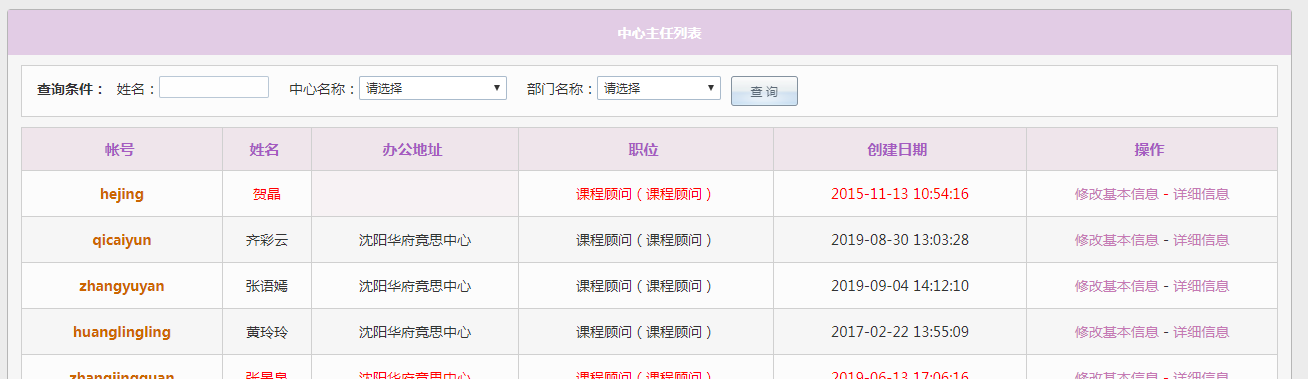 中心主任列表
查询条件： 姓名： 中心名称： 请选择 部门名称： 请选择 查 询
帐号 姓名 办公地址 职位 创建日期 操作
hejing 贺晶 课程顾问 ( 课程顾问 ) 2015-11-13 10:54:16 修改基本信息 - 详细信息
qicaiyun 齐彩云 沈阳华府竞思中心 课程顾问 ( 课程顾问 ) 2019-08-30 13:03:28 修改基本信息 - 详细信息
zhangyuyan 张语嫣 沈阳华府竞思中心 课程顾问 ( 课程顾问 ) 2019-09-04 14:12:10 修改基本信息 - 详细信息
huanglingling 黄玲玲 沈阳华府竞思中心 课程顾问 ( 课程顾问 ) 2017-02-22 13:55:09 修改基本信息 - 详细信息
zhangjingquan 沈阳华府竞思中心 课程顾问 ( 课程顾问 ) 2019-06-13 17:06:16 修改基本信息 - 详细信息